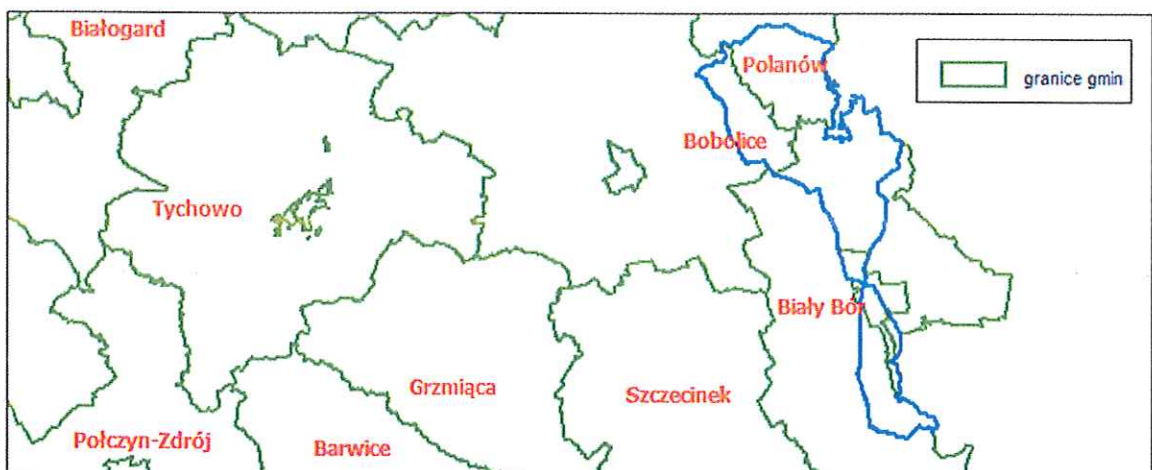 Białogard
Polanów
granice gmin
Bobolice
Tychowo
Biały Bór
Grzmiąca
Szczecinek
Połczyn-Zdrój
Barwice